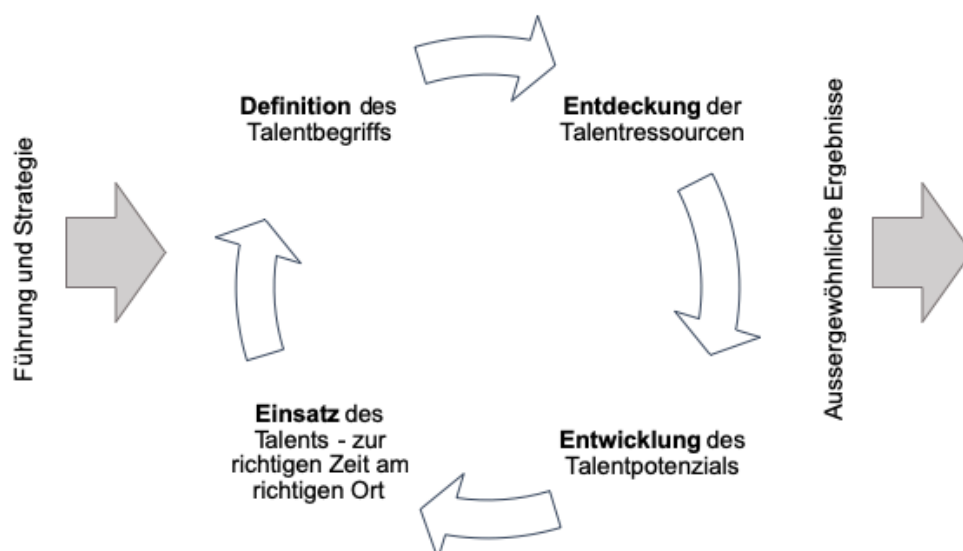 Führung und Strategie
Definition des
Talentbegriffs
Entdeckung der
Talentressourcen
Einsatz des
Talents - zur
richtigen Zeit am
richtigen Ort
Entwicklung des
Talentpotenzials
Aussergewöhnliche Ergebnisse